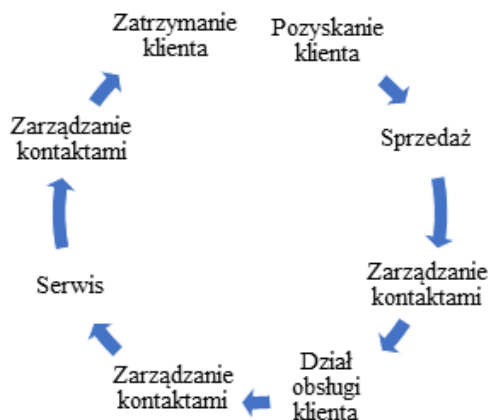 Pozyskanie
klienta
Sprzedaż
Zarządzanie
kontaktami
Dział
obsługi
klienta
Zarządzanie
kontaktami
Serwis
Zarządzanie
kontaktami
Zatrzymanie
klienta